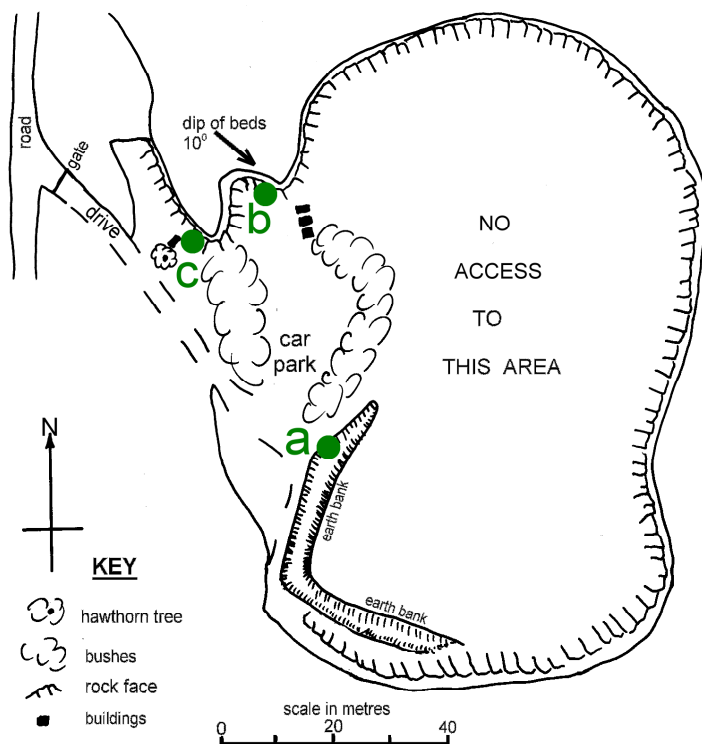 road
gate
drive
dip of beds
10⁰
b
c
NO
ACCESS
TO
THIS AREA
car
park
a
earth bank
earth bank
N
KEY
hawthorn tree
bushes
rock face
buildings
scale in metres
0 20 40